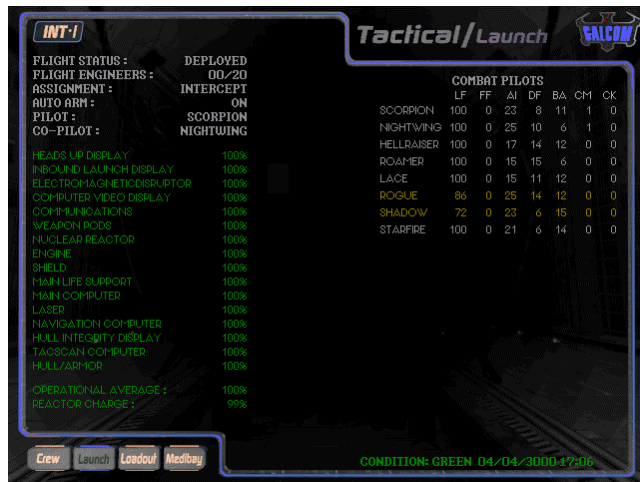 INT-1
Tactical/Launch
GALCOM
FLIGHT STATUS : DEPLOYED
FLIGHT ENGINEERS : 00/20
ASSIGNMENT : INTERCEPT
AUTO ARM : ON
PILOT : SCORPION
CO-PILOT : NIGHTWING
HEADS UP DISPLAY 100%
INBOUND LAUNCH DISPLAY 100%
ELECTROMAGNETICDISRUPTOR 100%
COMPUTER VIDEO DISPLAY 100%
COMMUNICATIONS 100%
WEAPON PODS 100%
NUCLEAR REACTOR 100%
ENGINE 100%
SHIELD 100%
MAIN LIFE SUPPORT 100%
MAIN COMPUTER 100%
LASER 100%
NAVIGATION COMPUTER 100%
HULL INTEGRITY DISPLAY 100%
TACSCAN COMPUTER 100%
HULL/ARMOR 100%
OPERATIONAL AVERAGE : 100%
REACTOR CHARGE : 99%
COMBAT PILOTS
LF FF AI DF BA CM CK
SCORPION 100 0 23 8 11 1 0
NIGHTWING 100 0 25 10 6 1 0
HELLRAISER 100 0 17 14 12 0 0
ROAMER 100 0 15 15 6 0 0
LACE 100 0 15 11 12 0 0
ROGUE 86 0 25 14 12 0 0
SHADOW 72 0 23 6 15 0 0
STARFIRE 100 0 21 6 14 0 0
Crew Launch Loadout Medibay
CONDITION: GREEN 04/04/3000 17:06